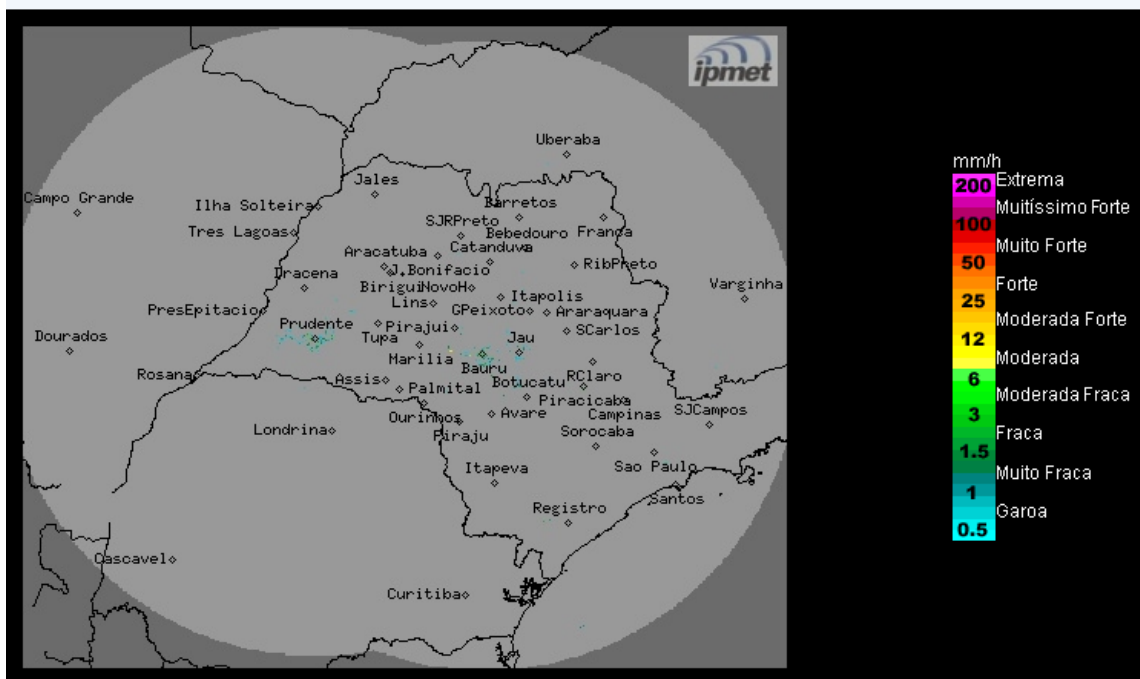 ipmet
Uberaba
Jales
Campo Grande
Ilha Solteira
Barretos
SJRPreto
Tres Lagoas
Bebedouro
Franca
Aracatuba
Catanduva
Dracena
J.Bonifacio
RibPreto
Birigui
NovoH
Varginha
Itapolis
PresEpitacio
Lins
GPeixoto
Araraquara
Prudente
Pirajui
SCarlos
Dourados
Tupa
Jau
Marilia
Bauru
Rosana
Assis
Botucatu
RClaro
Palmital
Piracicaba
Ourinhos
Avare
Campinas
SJCampos
Londrina
Piraju
Sorocaba
Itapeva
Sao Paulo
Santos
Registro
Cascavel
Curitiba
mm/h
200 Extrema
Muitíssimo Forte
100
Muito Forte
50
Forte
25
Moderada Forte
12
Moderada
6
Moderada Fraca
3
Fraca
1.5
Muito Fraca
1
Garoa
0.5